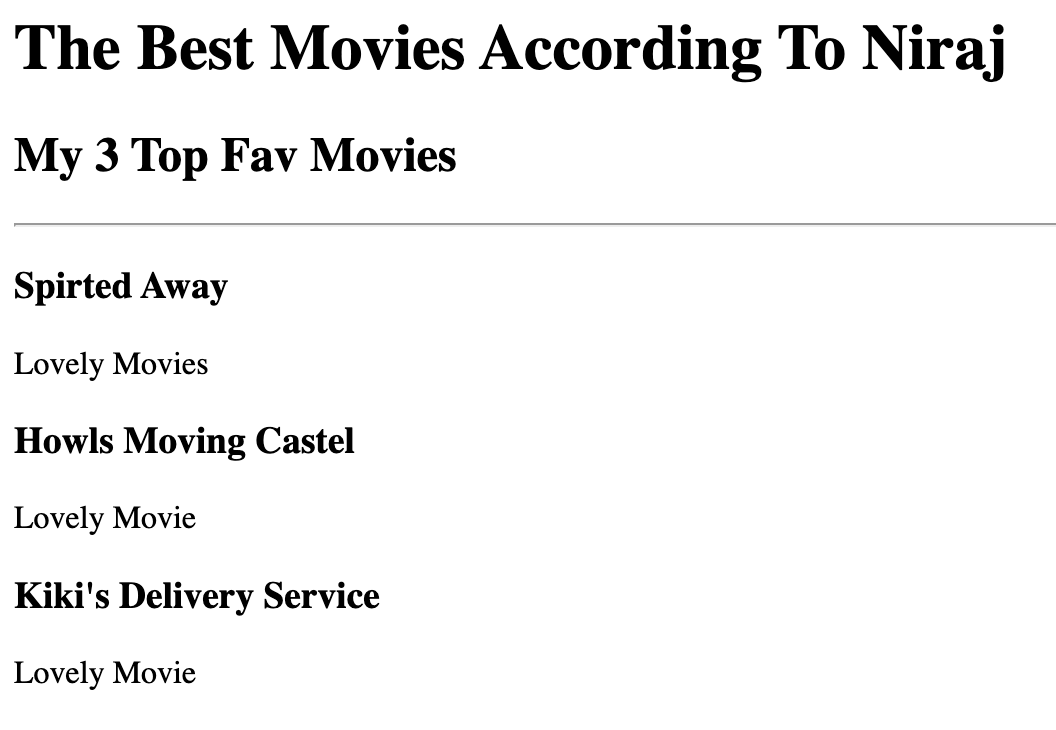 The Best Movies According To Niraj
My 3 Top Fav Movies
Spirted Away
Lovely Movies
Howls Moving Castel
Lovely Movie
Kiki's Delivery Service
Lovely Movie